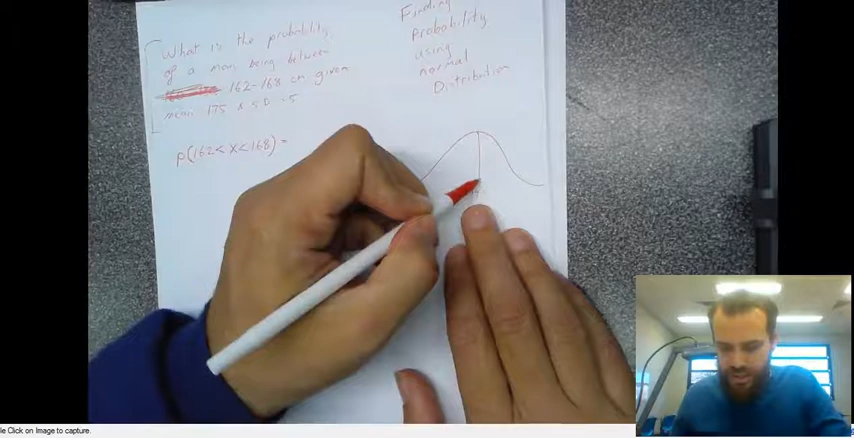 What is the probability
of a man being between
162-168 cm given
mean 175 & SD =5
P(162< x<168) =
Finding
Probability
using
normal
Distribution
le Click on Image to capture.